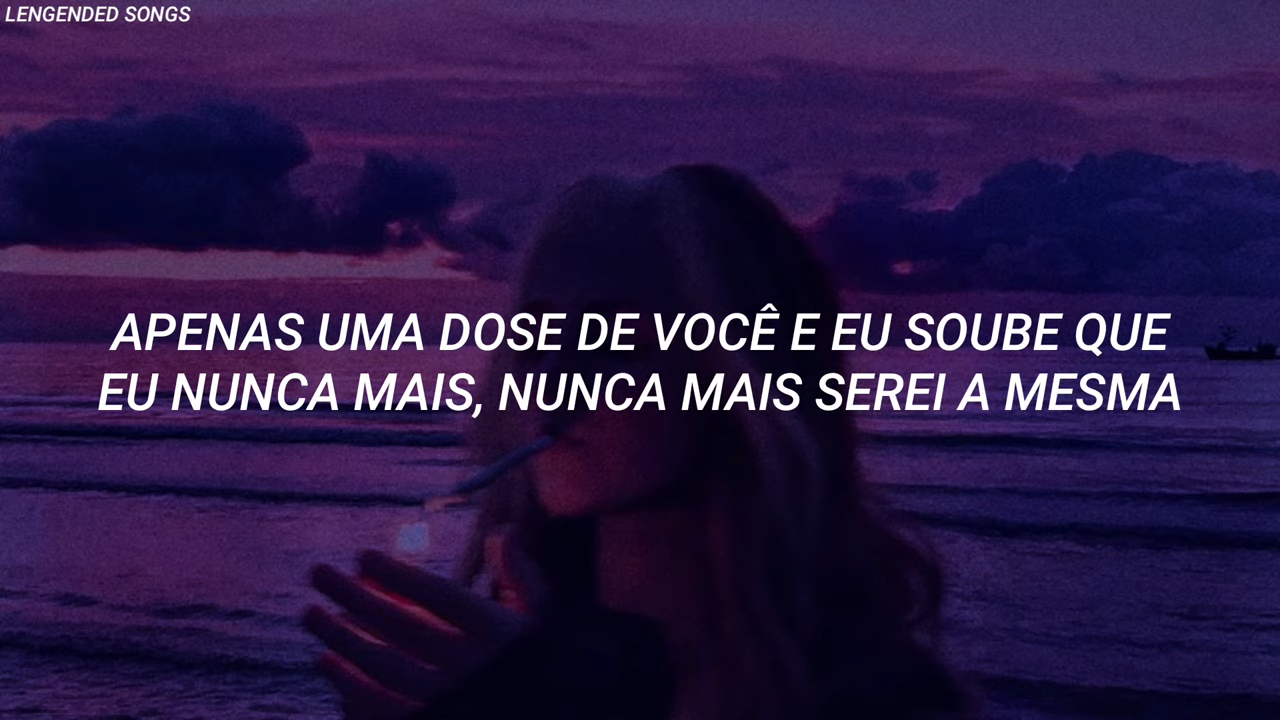 LENGENDED SONGS
APENAS UMA DOSE DE VOCÊ E EU SOUBE QUE
EU NUNCA MAIS, NUNCA MAIS SEREI A MESMA